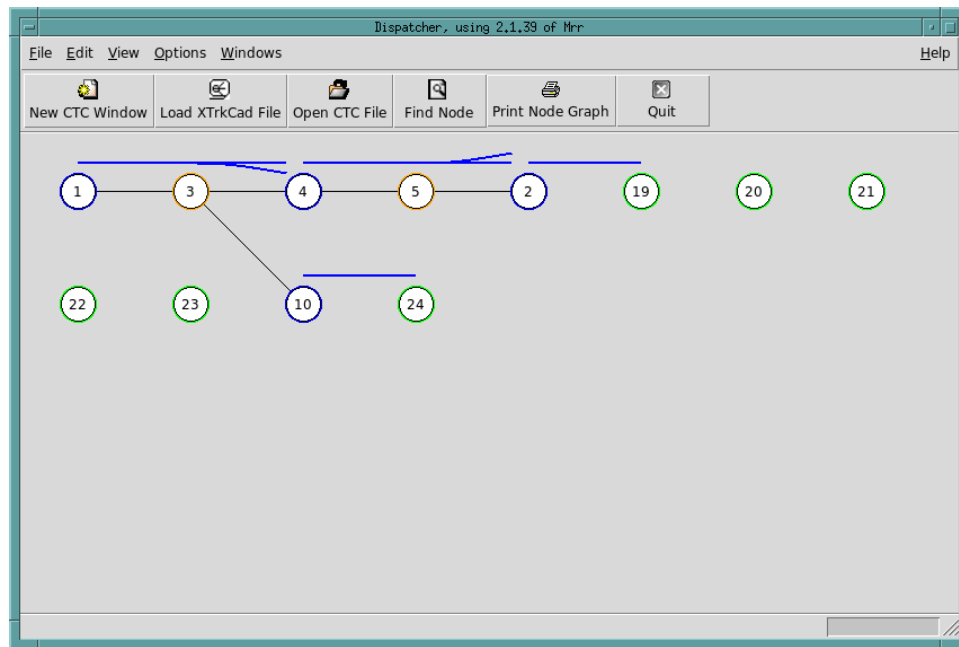 Dispatcher, using 2.1.39 of Mrr
File Edit View Options Windows Help
New CTC Window Load XTrkCad File Open CTC File Find Node Print Node Graph Quit
1 3 4 5 2 19 20 21
22 23 10 24